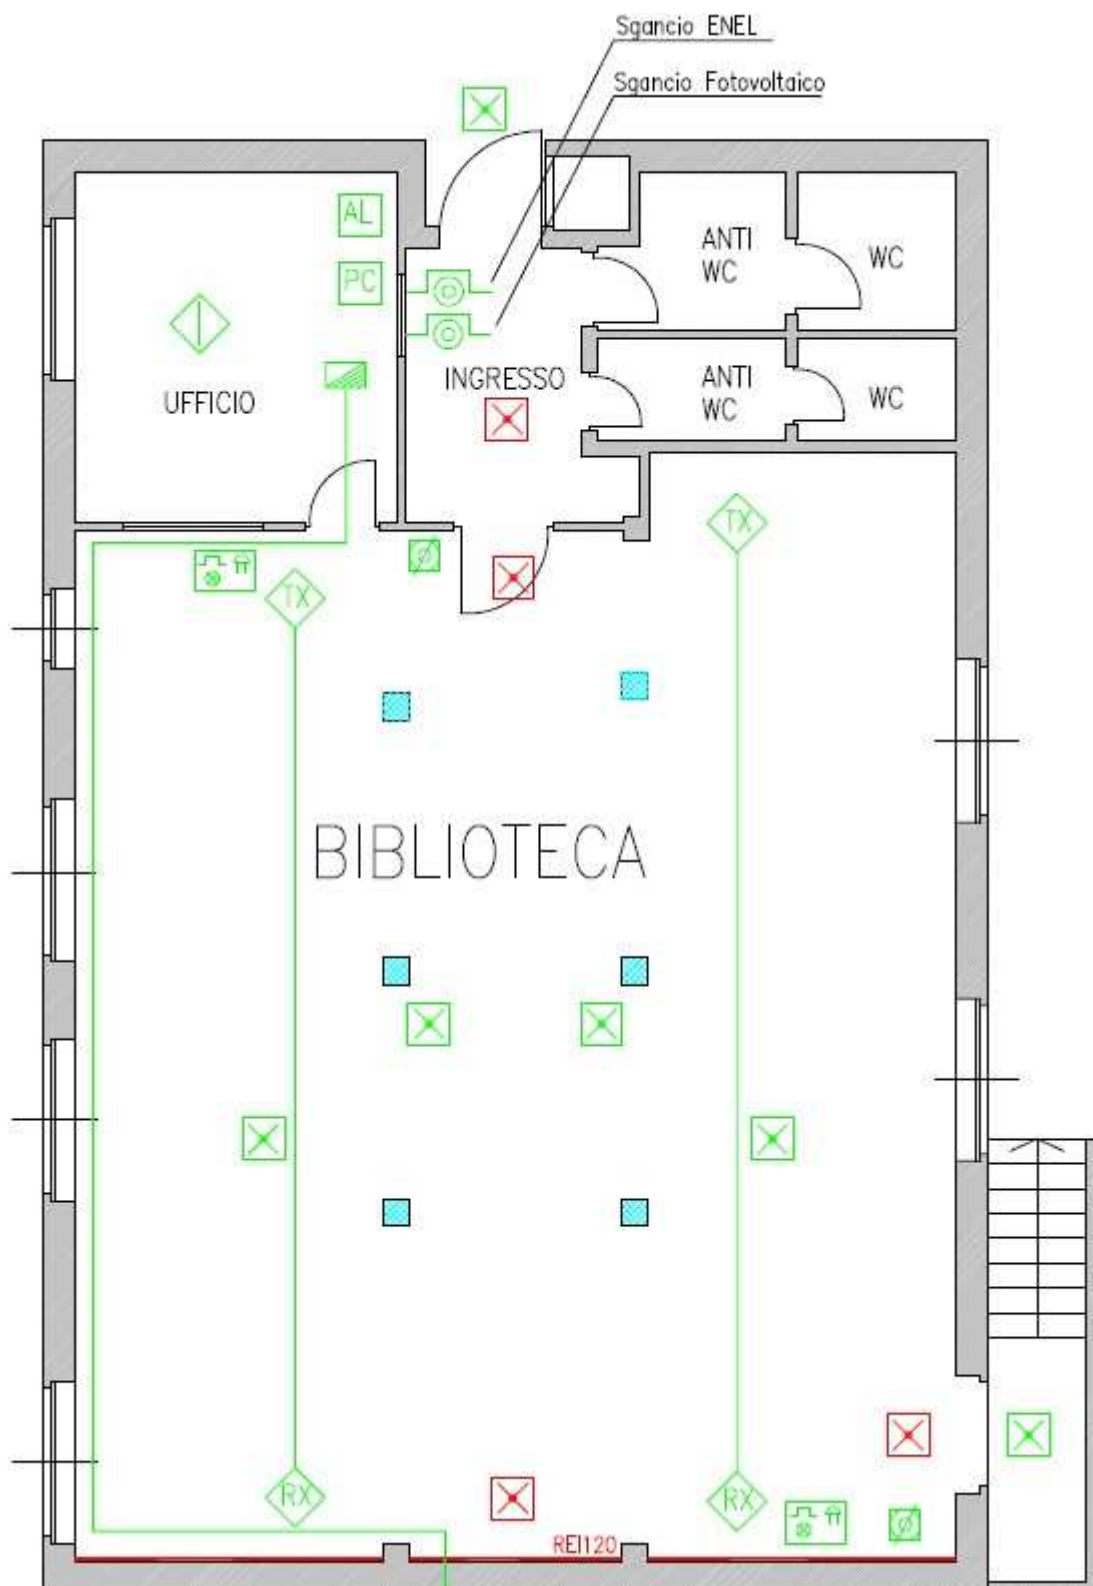 Sgancio ENEL
Sgancio Fotovoltaico
AL
ANTI
WC
WC
PC
INGRESSO
ANTI
WC
WC
UFFICIO
TX
TX
BIBLIOTECA
RX
RX
REI120